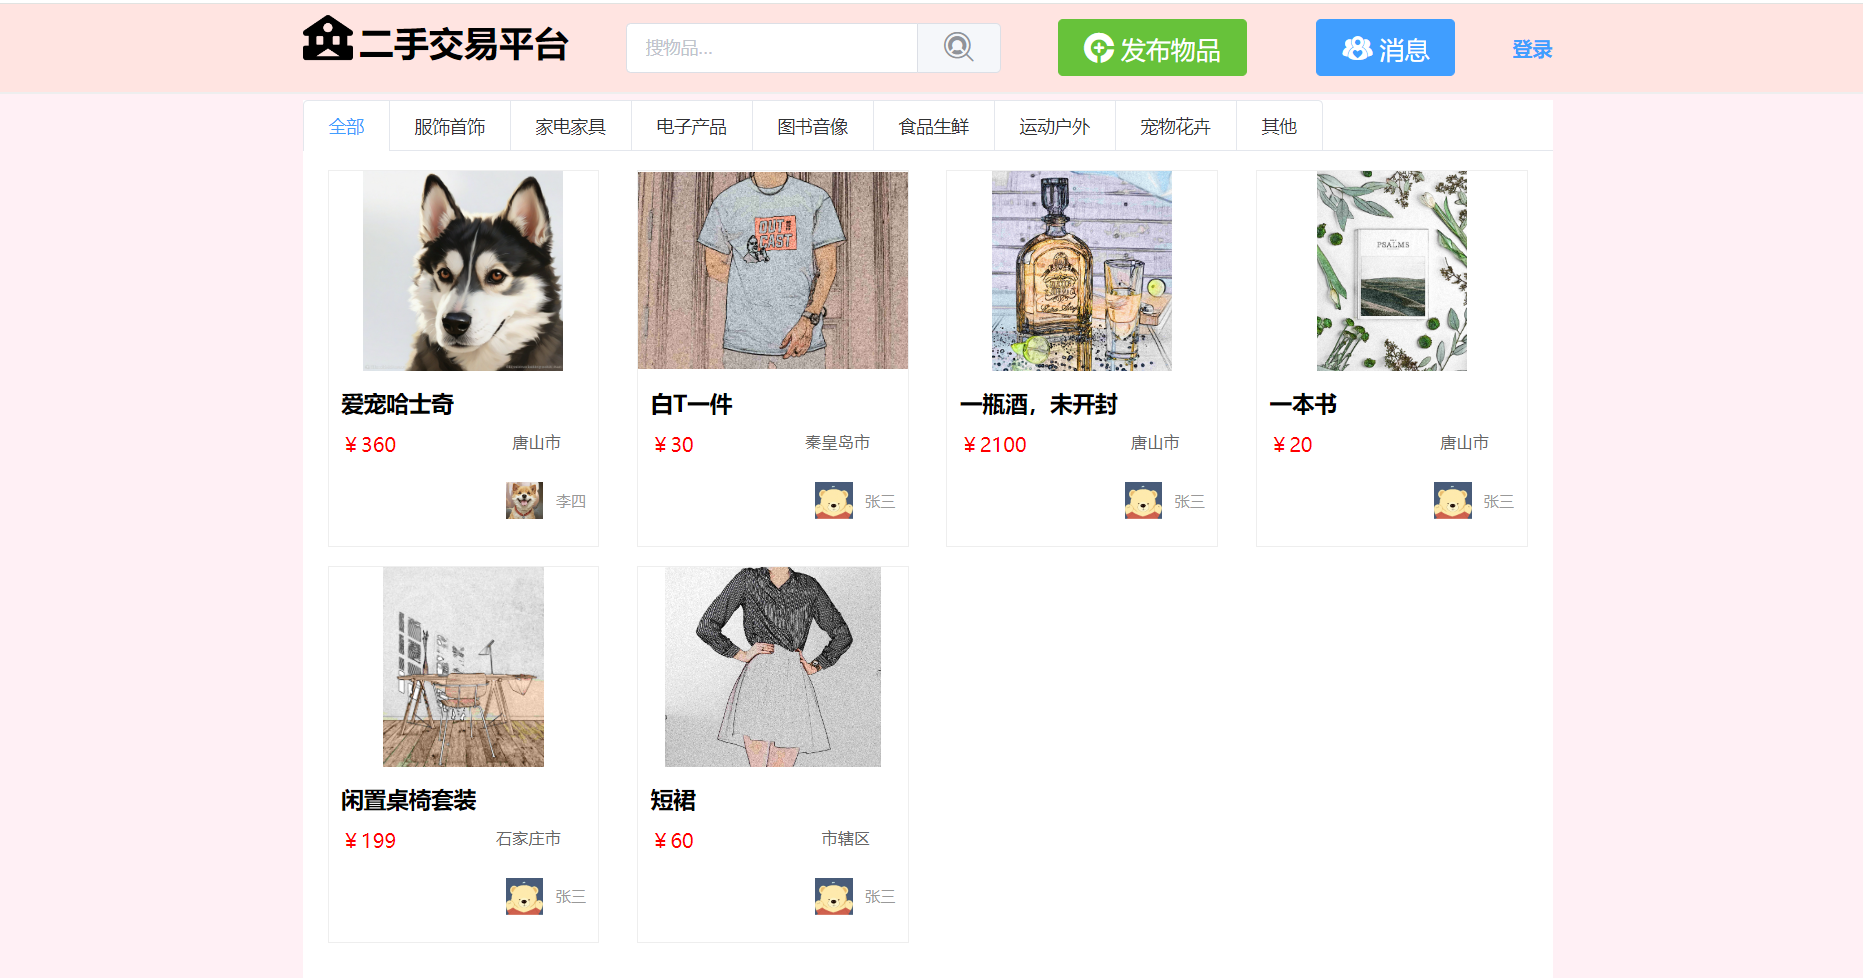 二手交易平台
搜物品...
发布物品
消息
登录
全部
服饰首饰
家电家具
电子产品
图书音像
食品生鲜
运动户外
宠物花卉
其他
OUT
CAST
PSALMS
爱宠哈士奇
白T一件
一瓶酒，未开封
一本书
¥ 360
唐山市
¥ 30
秦皇岛市
¥ 2100
唐山市
¥ 20
唐山市
李四
张三
张三
张三
闲置桌椅套装
短裙
¥ 199
石家庄市
¥ 60
市辖区
张三
张三